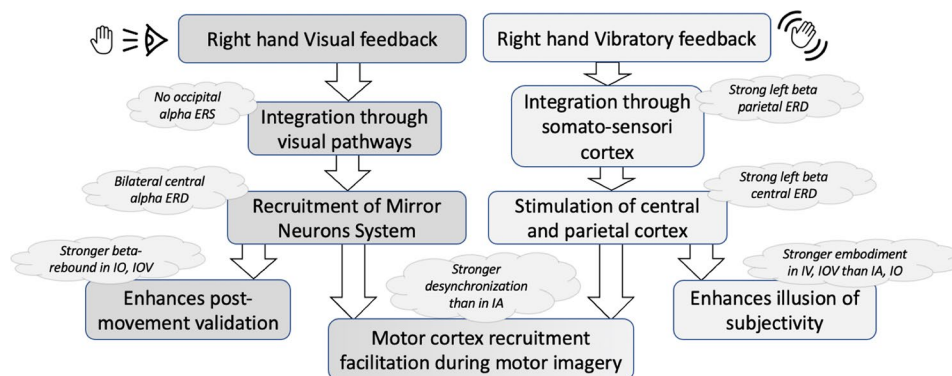 Right hand Visual feedback
Right hand Vibratory feedback
No occipital
alpha ERS
Integration through
visual pathways
Integration through
somato-sensori
cortex
Strong left beta
parietal ERD
Bilateral central
alpha ERD
Recruitment of Mirror
Neurons System
Stimulation of central
and parietal cortex
Strong left beta
central ERD
Stronger beta-
rebound in IO, IOV
Enhances post-
movement validation
Stronger
desynchronization
than in IA
Motor cortex recruitment
facilitation during motor imagery
Stronger embodiment
in IV, IOV than IA, IO
Enhances illusion of
subjectivity